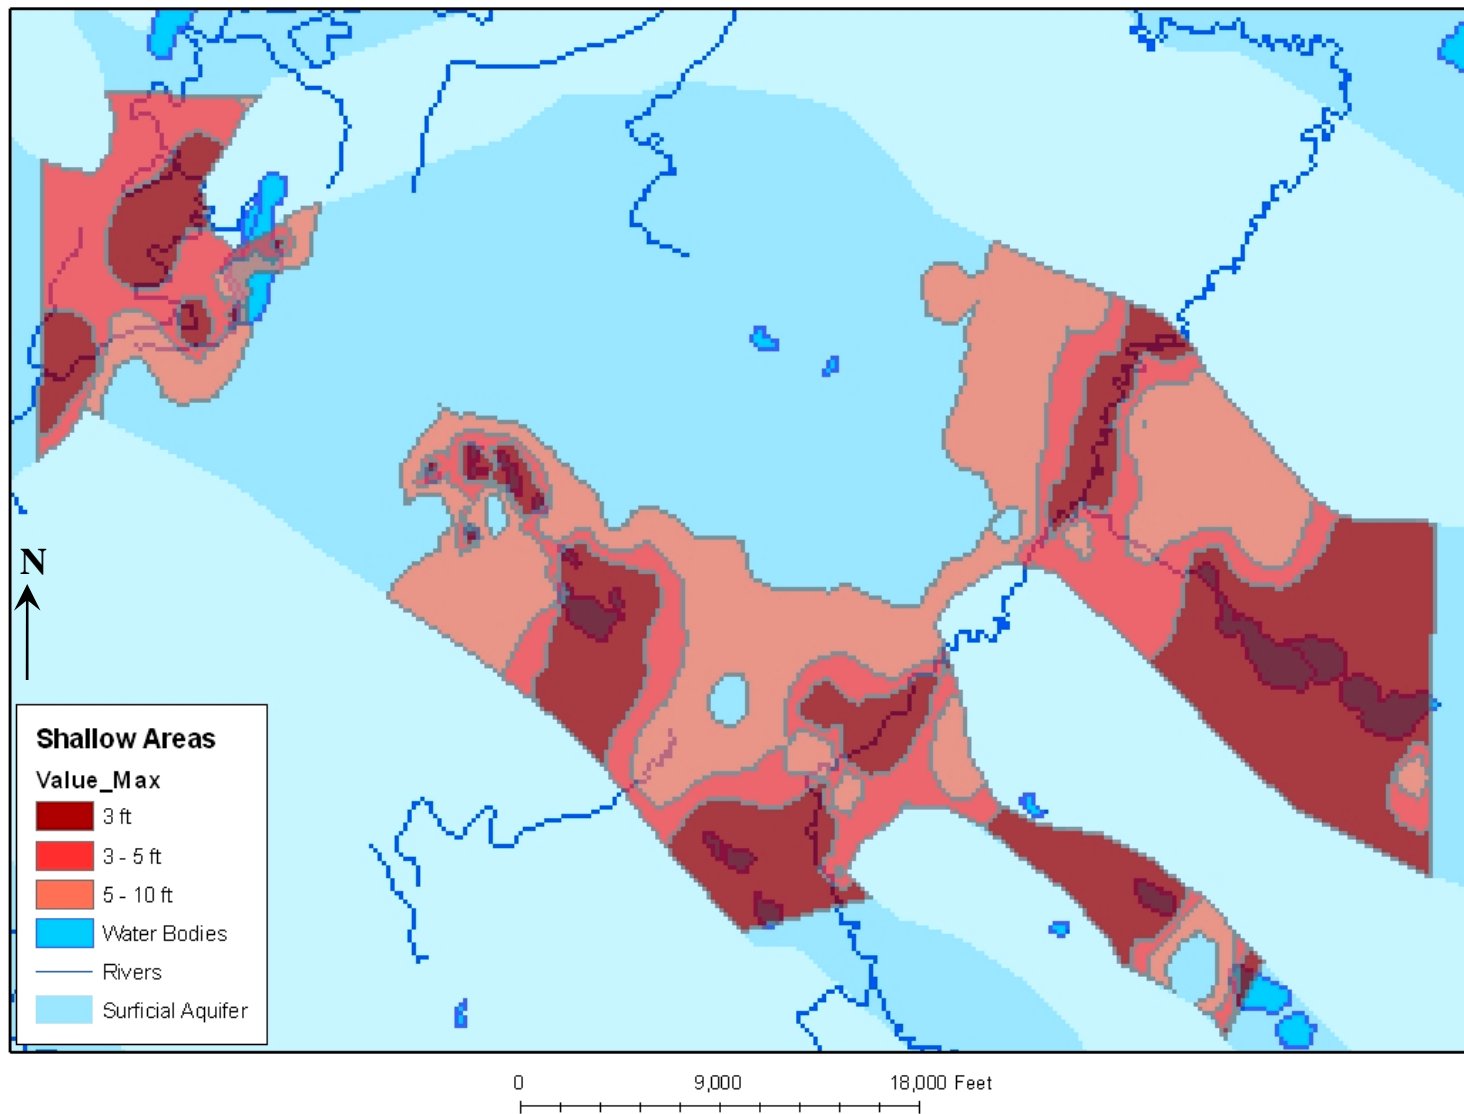 N
Shallow Areas
Value_Max
3 ft
3 - 5 ft
5 - 10 ft
Water Bodies
Rivers
Surficial Aquifer
0 9,000 18,000 Feet